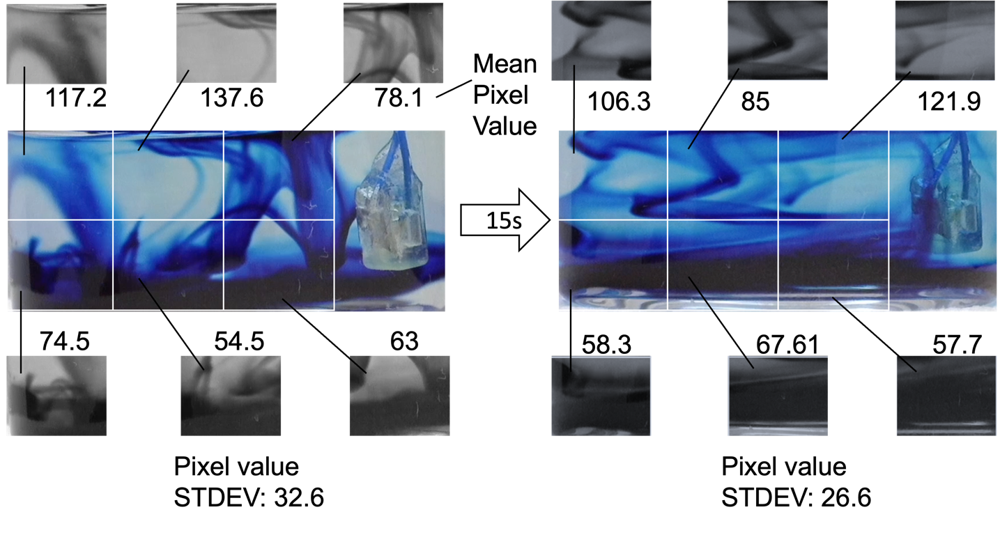 117.2
137.6
78.1
Mean
Pixel
Value
106.3
85
121.9
15s
74.5
54.5
63
58.3
67.61
57.7
Pixel value
STDEV: 32.6
Pixel value
STDEV: 26.6